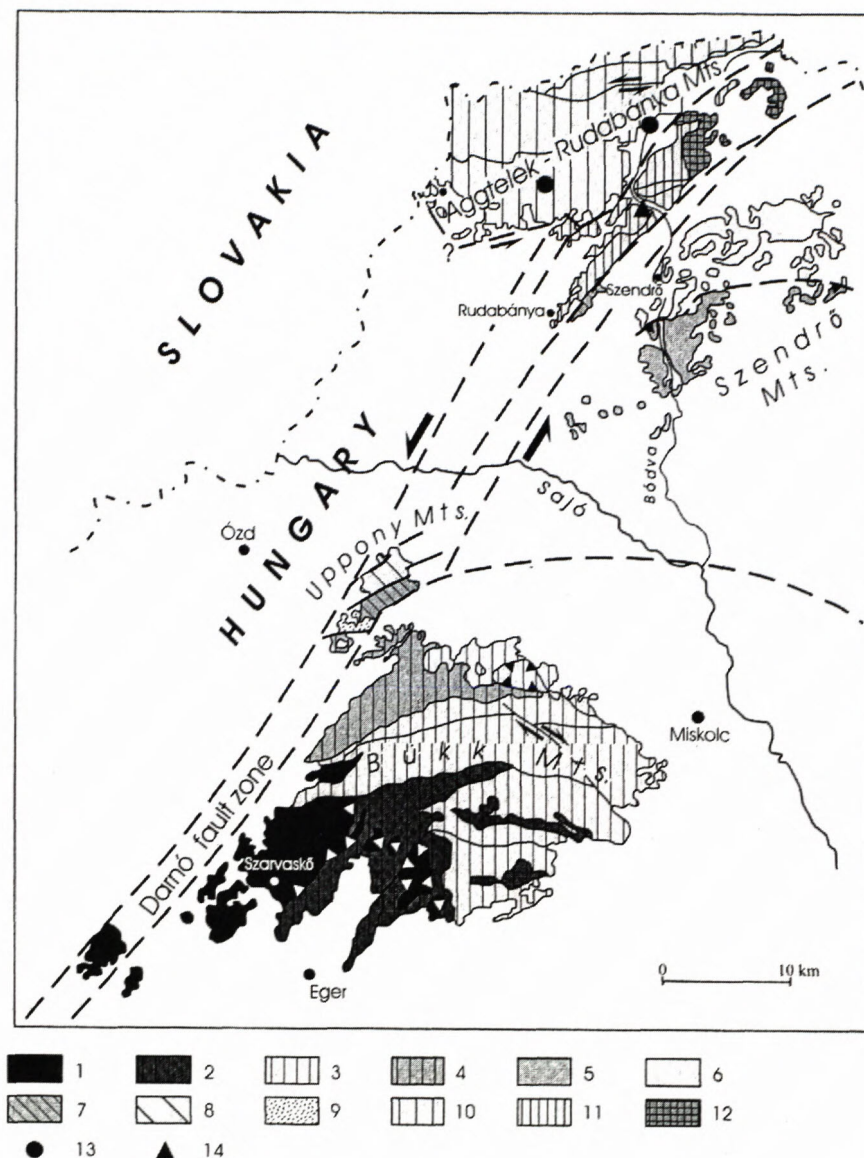 SLOVAKIA
Aggtelek - Rudabánya Mts.
?
Szendrő
Rudabánya
Szendrő
Mts.
HUNGARY
Sajó
Bódva
Ózd
Uppony Mts.
Miskolc
Bükk Mts.
Darnó fault zone
Szarvaskő
Eger
0 10 km
1 2 3 4 5 6
7 8 9 10 11 12
13 14